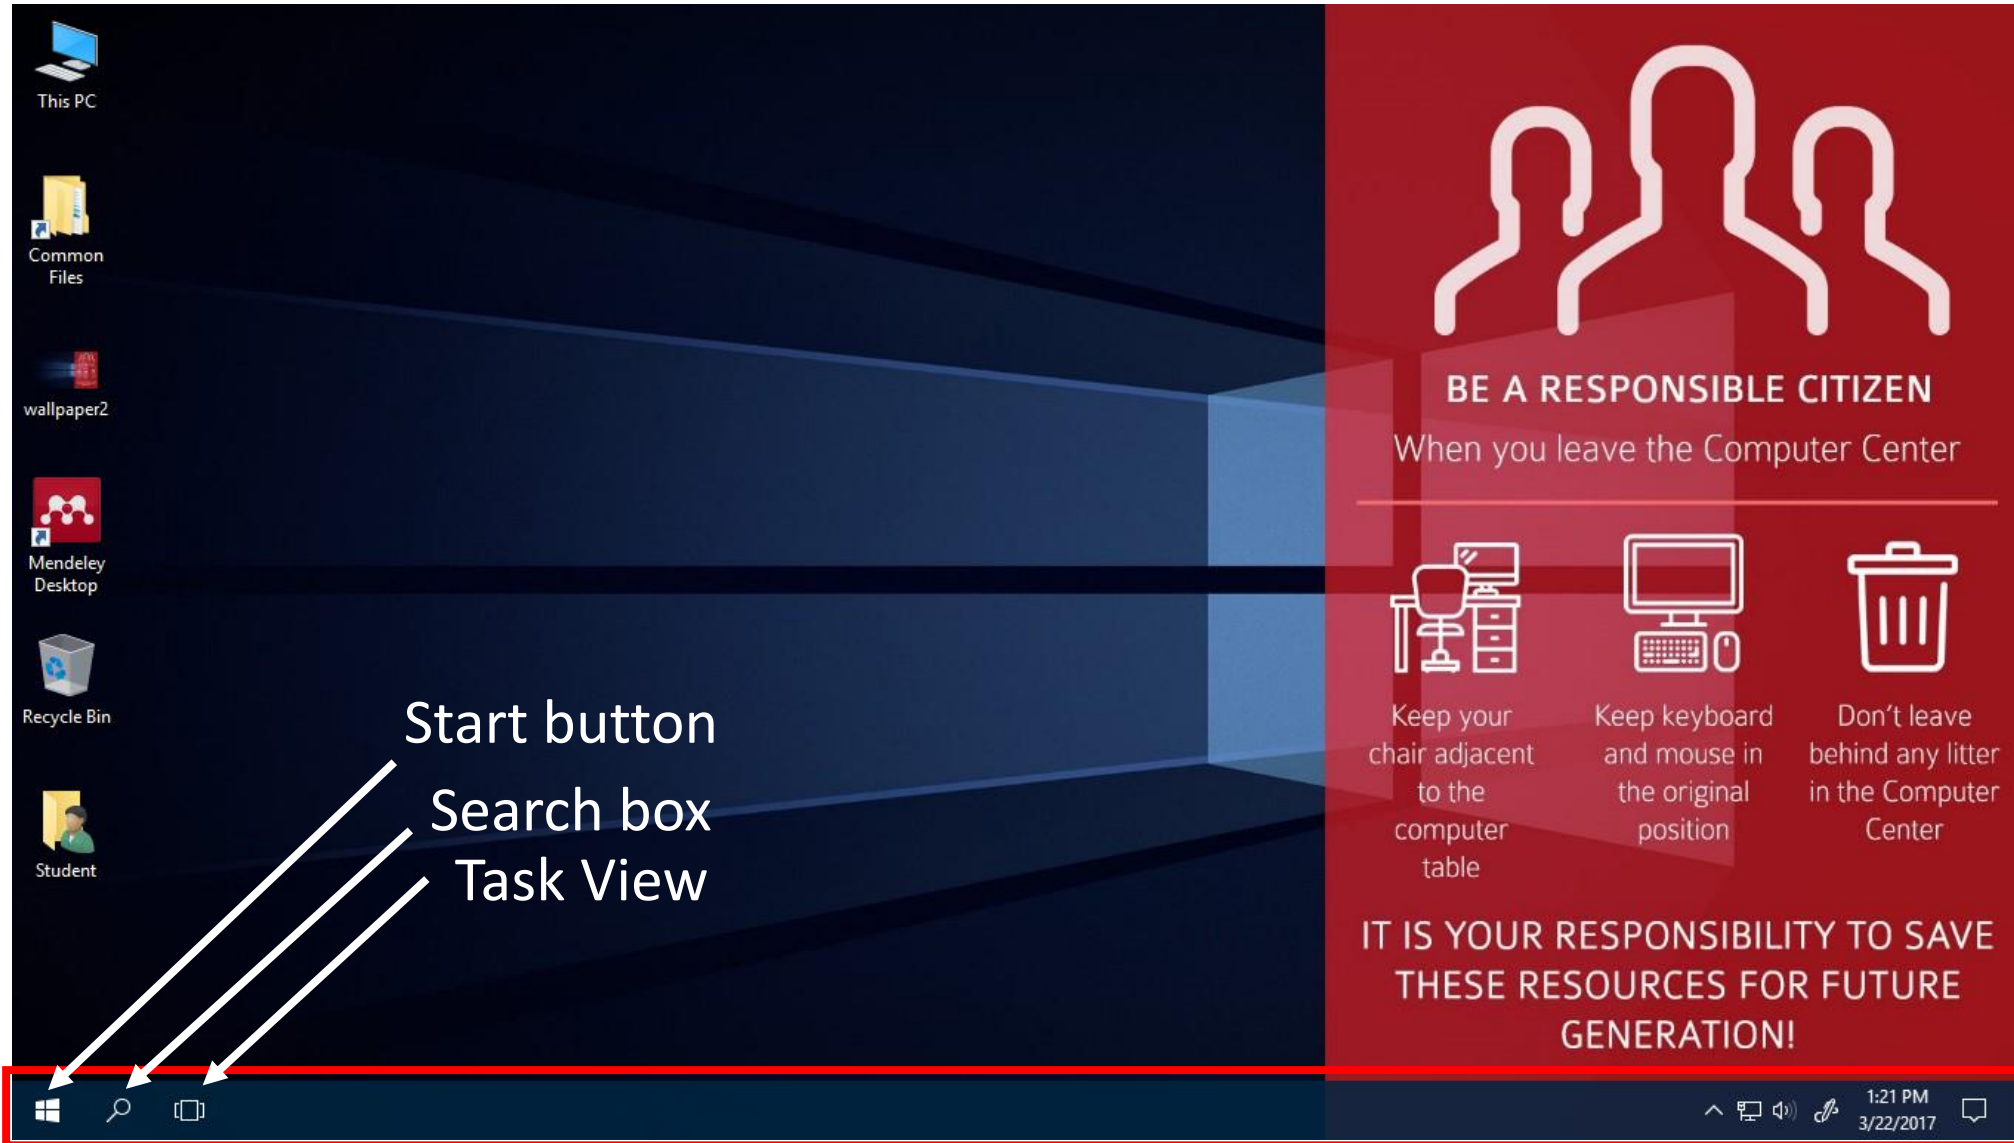 This PC
Common
Files
wallpaper2
Mendeley
Desktop
Recycle Bin
Student
Start button
Search box
Task View
BE A RESPONSIBLE CITIZEN
When you leave the Computer Center
Keep your
chair adjacent
to the
computer
table
Keep keyboard
and mouse in
the original
position
Don't leave
behind any litter
in the Computer
Center
IT IS YOUR RESPONSIBILITY TO SAVE
THESE RESOURCES FOR FUTURE
GENERATION!
1:21 PM
3/22/2017